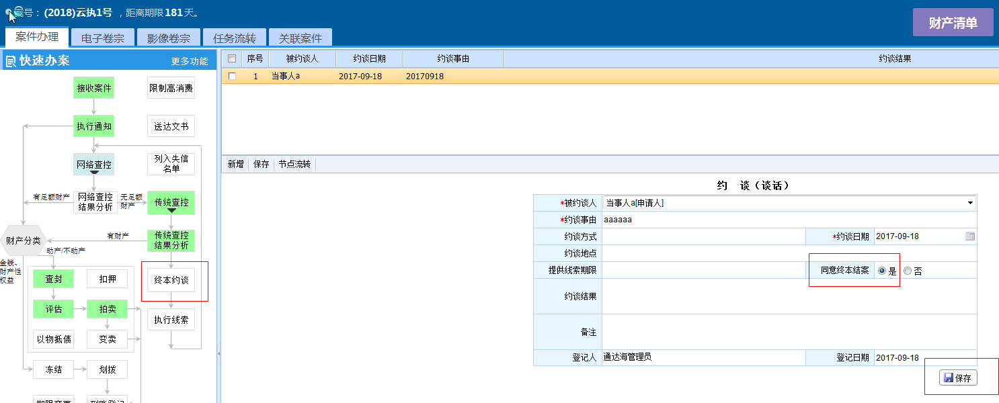 案号：(2018)云执1号 ，距离期限181天。
财产清单
案件办理 电子卷宗 影像卷宗 任务流转 关联案件
快速办案 更多功能
序号 被约谈人 约谈日期 约谈事由 约谈结果
1 当事人a 2017-09-18 20170918
接收案件 限制高消费
执行通知 送达文书
网络查控 列入失信
名单
有足额财产 网络查控
结果分析 无足额
财产 传统查控
财产分类 有财产 传统查控
结果分析
动产/不动产
金钱、
财产性
权益
查封 扣押 终本约谈
评估 拍卖 执行线索
以物抵债 变卖
冻结 划拨
期限变更 到账登记
新增 保存 节点流转
约 谈（谈话）
*被约谈人 当事人a[申请人]
*约谈事由 aaaaaa
约谈方式 *约谈日期 2017-09-18
约谈地点
提供线索期限 同意终本结案 是 否
约谈结果
备注
登记人 通达海管理员 登记日期 2017-09-18
保存